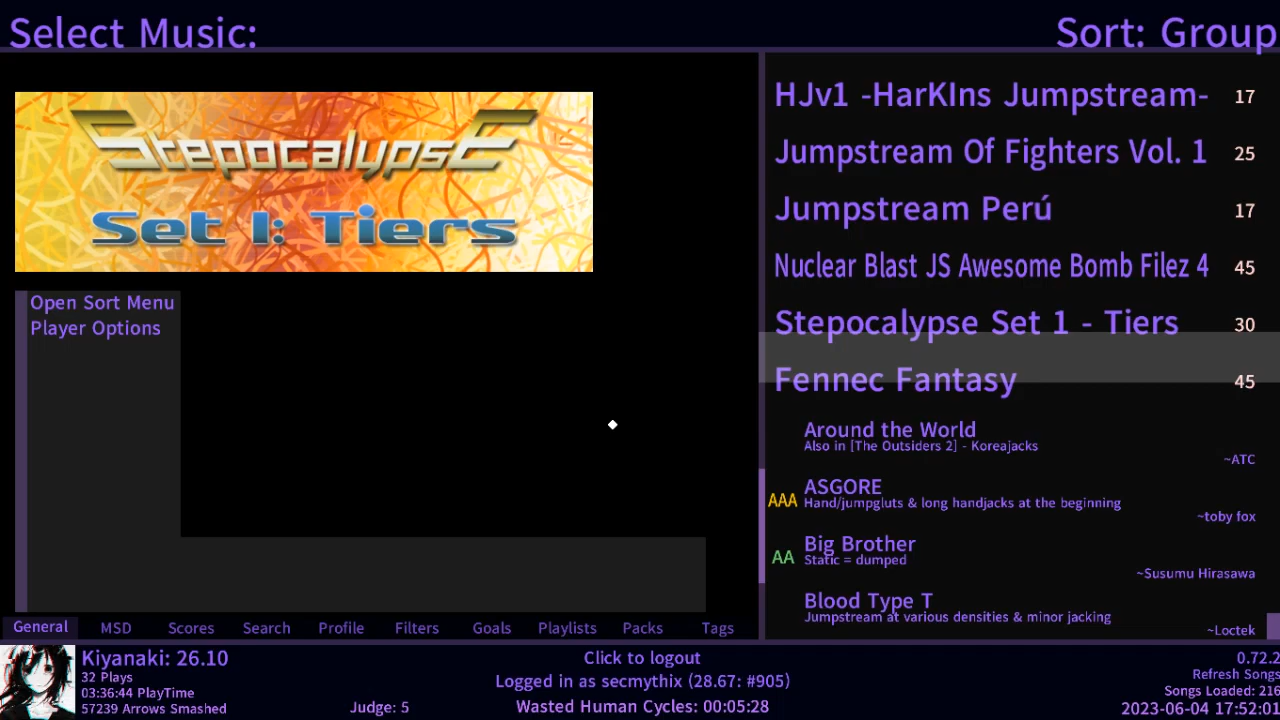 Select Music:
Sort: Group
Stepocalypse
Set 1: Tiers
Open Sort Menu
Player Options
HJv1 -HarKIns Jumpstream- 17
Jumpstream Of Fighters Vol. 1 25
Jumpstream Perú 17
Nuclear Blast JS Awesome Bomb Filez 4 45
Stepocalypse Set 1 - Tiers 30
Fennec Fantasy 45
Around the World
Also in [The Outsiders 2] - Koreajacks
~ATC
AAA ASGORE
Hand/jumpgluts & long handjacks at the beginning
~toby fox
AA Big Brother
Static = dumped
~Susumu Hirasawa
Blood Type T
Jumpstream at various densities & minor jacking
~Loctek
General MSD Scores Search Profile Filters Goals Playlists Packs Tags
Kiyanaki: 26.10
32 Plays
03:36:44 PlayTime
57239 Arrows Smashed
Judge: 5
Click to logout
Logged in as secmythix (28.67: #905)
Wasted Human Cycles: 00:05:28
0.72.2
Refresh Songs
Songs Loaded: 216
2023-06-04 17:52:01